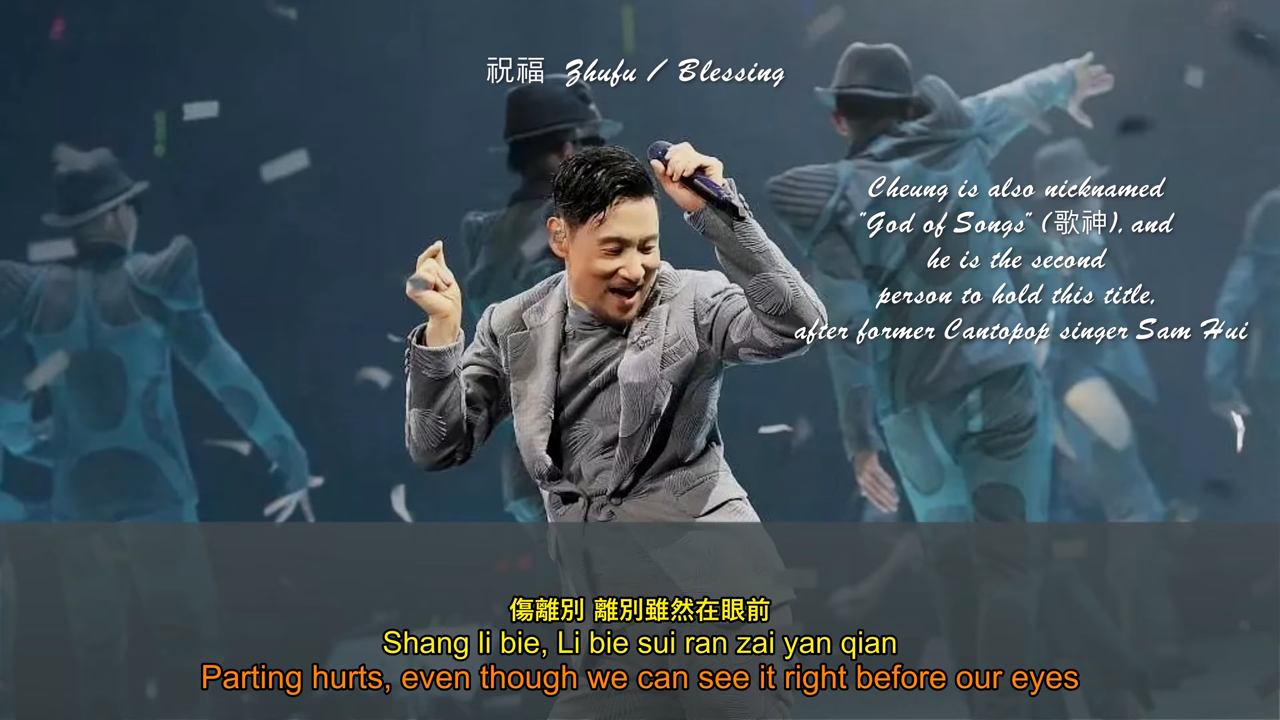 祝福 Zhufu / Blessing
Cheung is also nicknamed
"God of Songs" (歌神), and
he is the second
person to hold this title,
after former Cantopop singer Sam Hui
傷離別 離別雖然在眼前
Shang li bie, Li bie sui ran zai yan qian
Parting hurts, even though we can see it right before our eyes